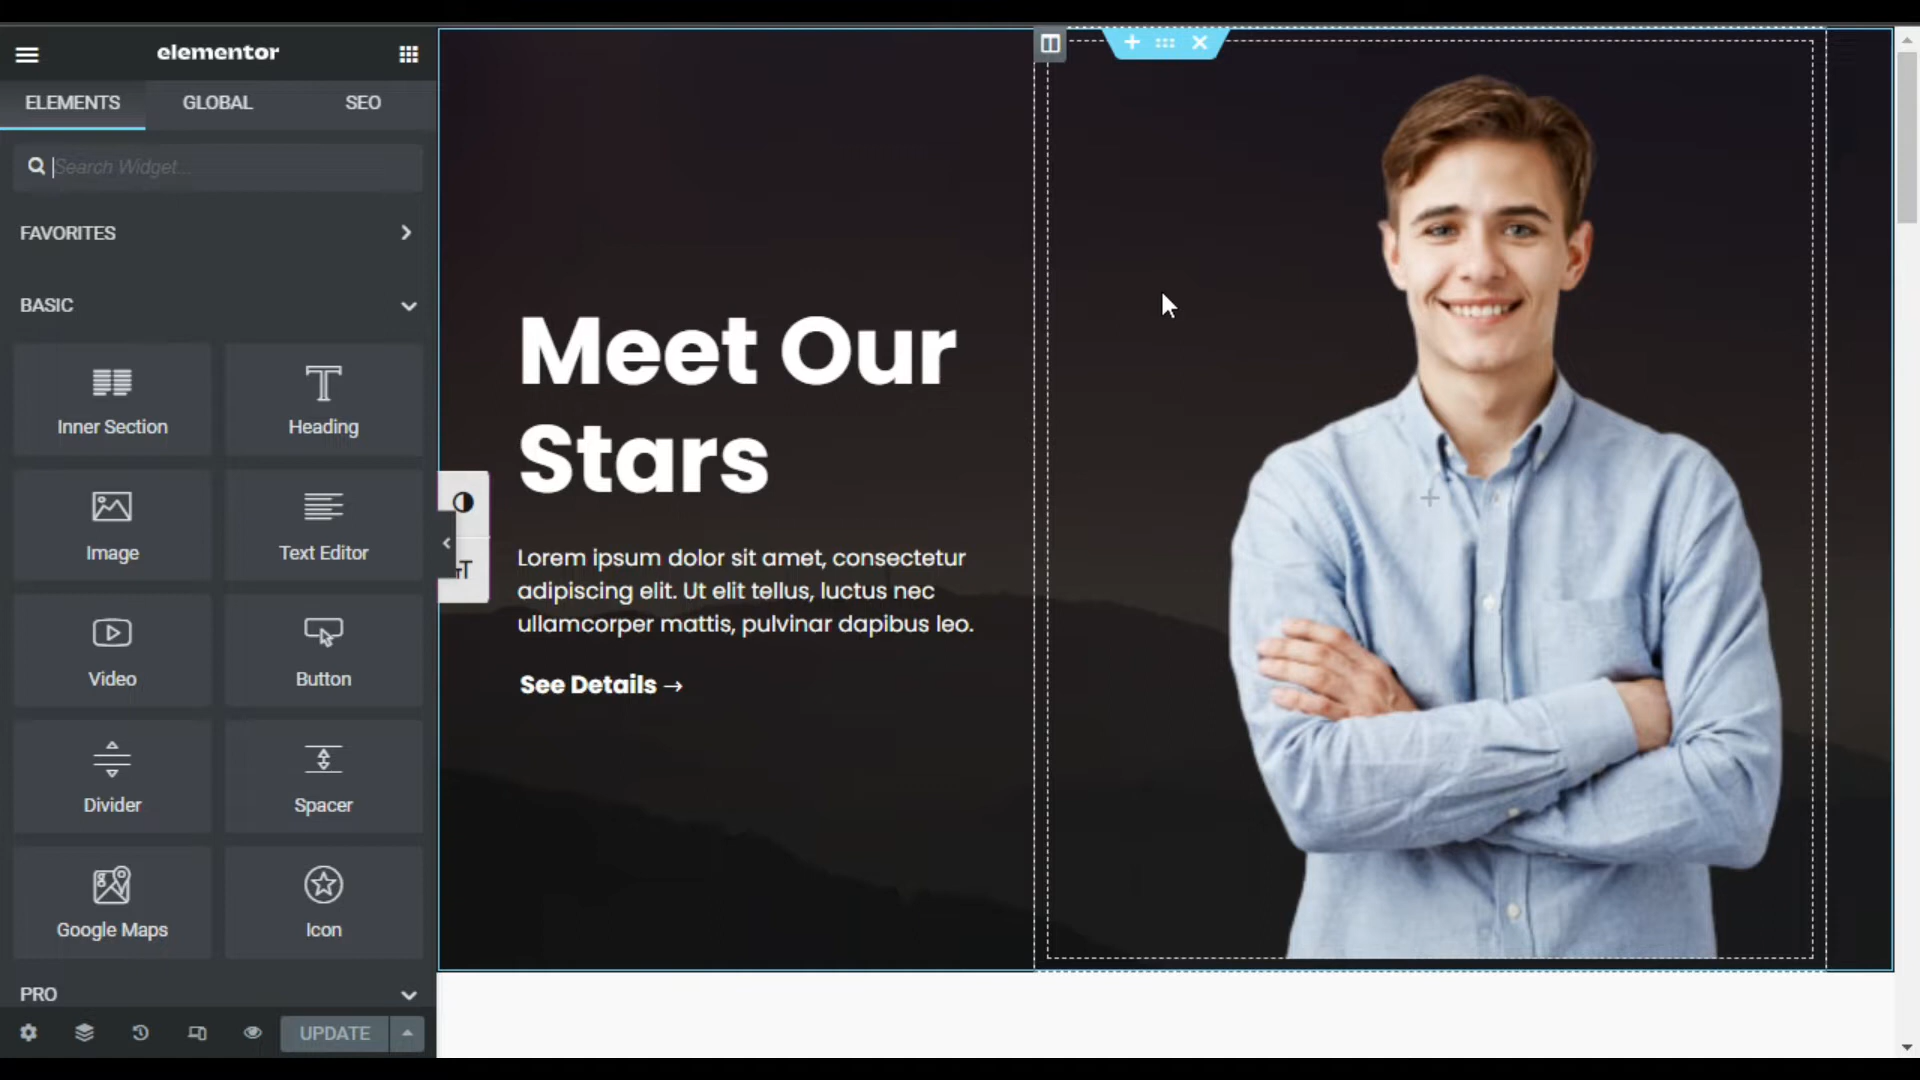 elementor
ELEMENTS GLOBAL SEO
Search Widget...
FAVORITES
BASIC
Inner Section
Heading
Image
Text Editor
Video
Button
Divider
Spacer
Google Maps
Icon
PRO
UPDATE
Meet Our
Stars
Lorem ipsum dolor sit amet, consectetur
adipiscing elit. Ut elit tellus, luctus nec
ullamcorper mattis, pulvinar dapibus leo.
See Details →